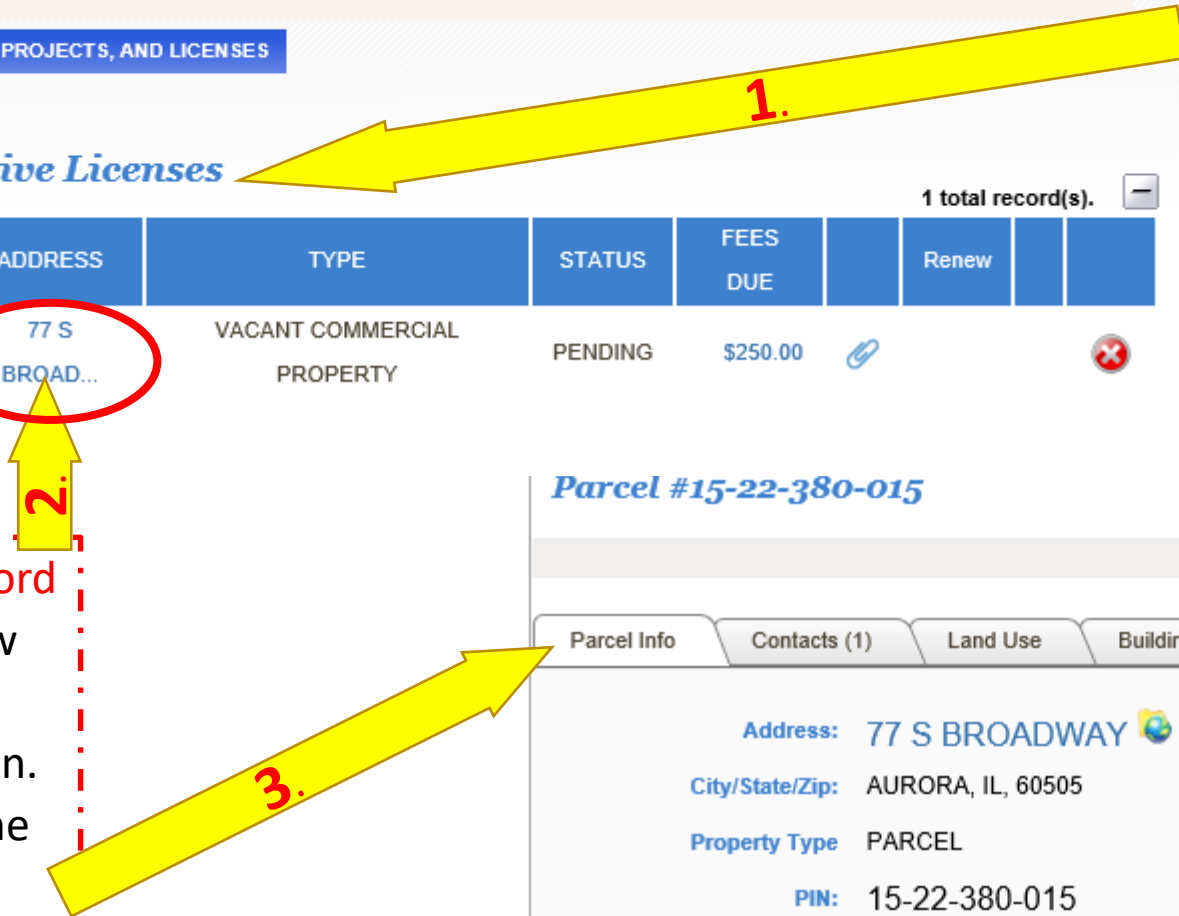 PROJECTS, AND LICENSES
1.
ive Licenses
1 total record(s).
ADDRESS TYPE STATUS FEES DUE Renew
77 S BROAD... VACANT COMMERCIAL PROPERTY PENDING $250.00
2.
ord
w
n.
ne
3.
Parcel #15-22-380-015
Parcel Info Contacts (1) Land Use Buildin
Address: 77 S BROADWAY
City/State/Zip: AURORA, IL, 60505
Property Type PARCEL
PIN: 15-22-380-015